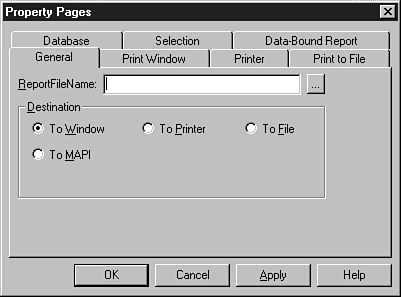 Property Pages
Database Selection Data-Bound Report
General Print Window Printer Print to File
ReportFileName: ...
Destination
To Window To Printer To File
To MAPI
OK Cancel Apply Help